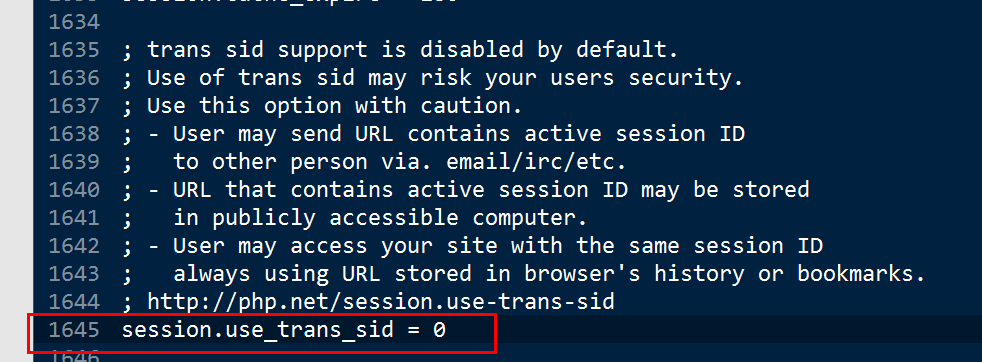 1634
1635 ; trans sid support is disabled by default.
1636 ; Use of trans sid may risk your users security.
1637 ; Use this option with caution.
1638 ; - User may send URL contains active session ID
1639 ;   to other person via. email/irc/etc.
1640 ; - URL that contains active session ID may be stored
1641 ;   in publicly accessible computer.
1642 ; - User may access your site with the same session ID
1643 ;   always using URL stored in browser's history or bookmarks.
1644 ; http://php.net/session.use-trans-sid
1645 session.use_trans_sid = 0